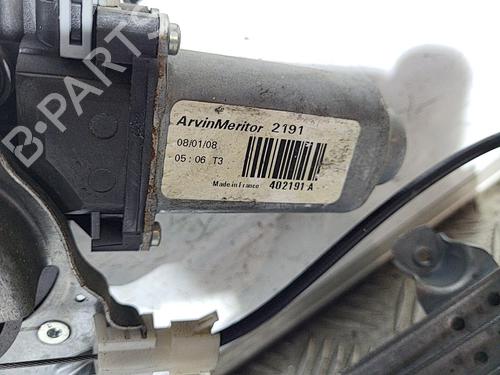 B-PARTS
ArvinMeritor 2191
08/01/08
05:06 T3
Made in France 402191 A